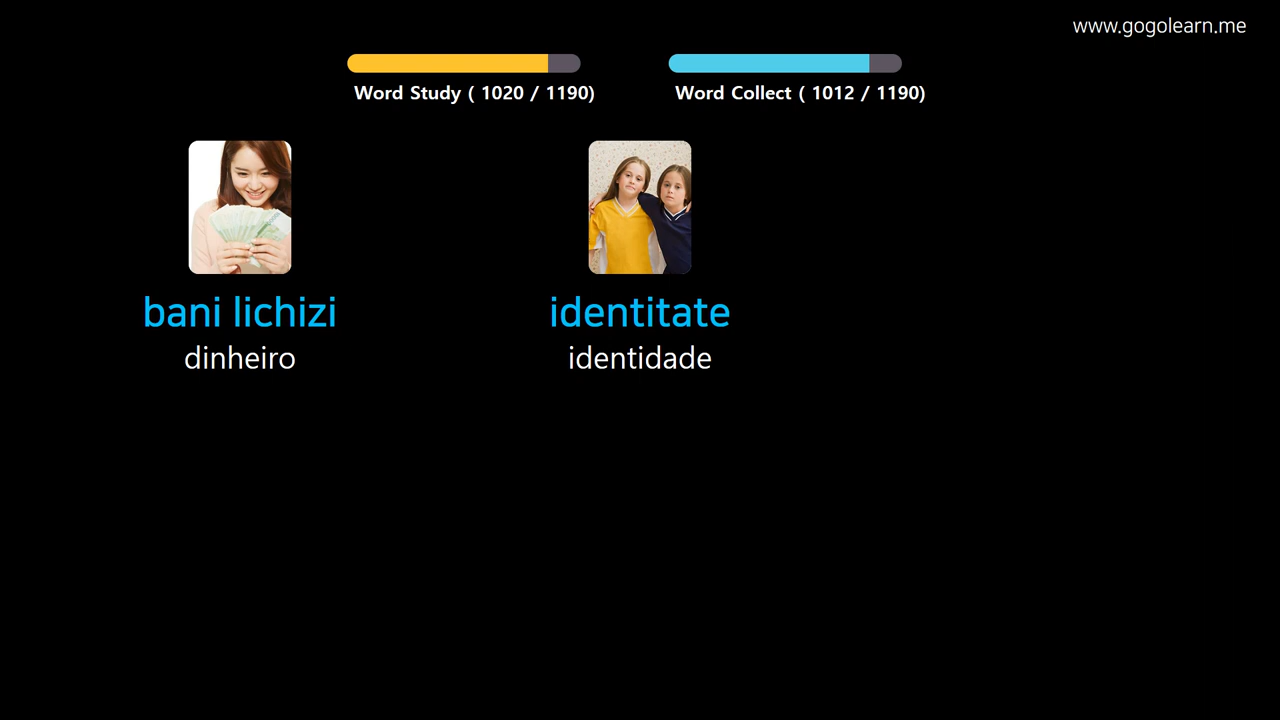 www.gogolearn.me
Word Study ( 1020 / 1190)
Word Collect ( 1012 / 1190)
bani lichizi
dinheiro
identitate
identidade